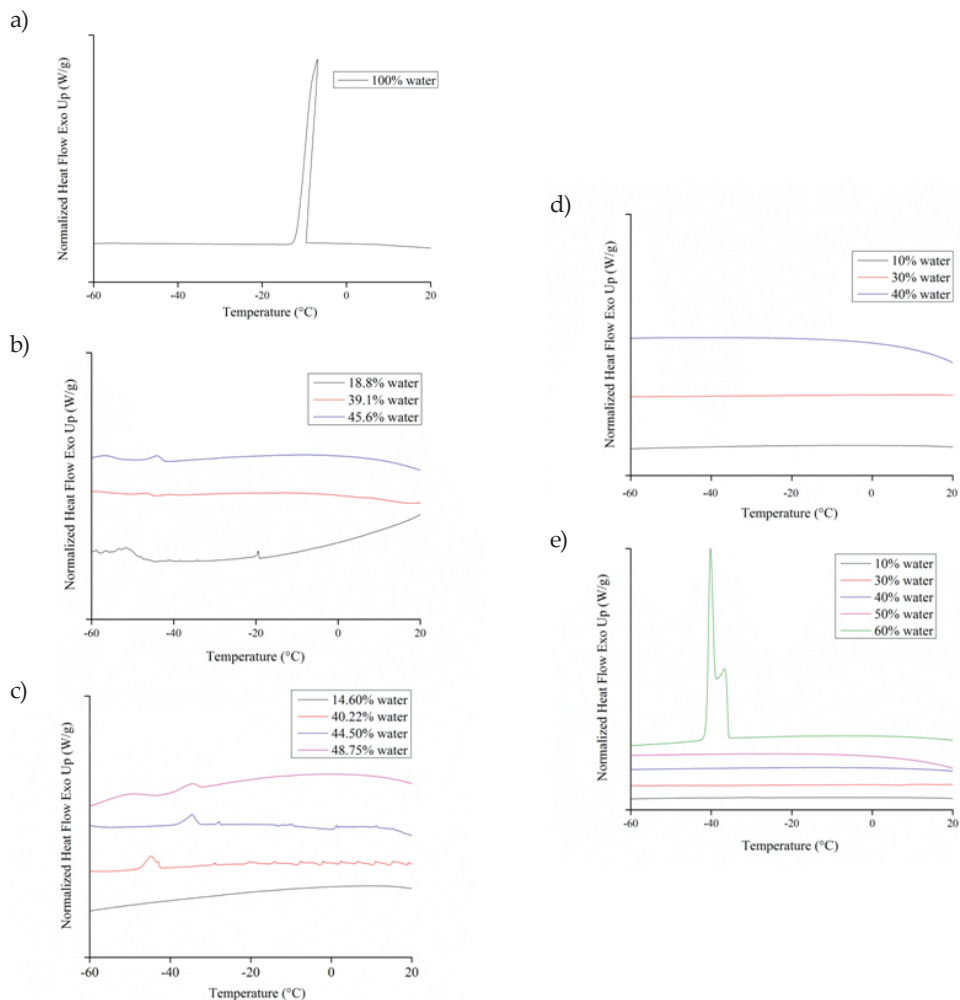 a)
Normalized Heat Flow Exo Up (W/g)
100% water
-60
-40
-20
0
20
Temperature (°C)
b)
Normalized Heat Flow Exo Up (W/g)
18.8% water
39.1% water
45.6% water
-60
-40
-20
0
20
Temperature (°C)
c)
Normalized Heat Flow Exo Up (W/g)
14.60% water
40.22% water
44.50% water
48.75% water
-60
-40
-20
0
20
Temperature (°C)
d)
Normalized Heat Flow Exo Up (W/g)
10% water
30% water
40% water
-60
-40
-20
0
20
Temperature (°C)
e)
Normalized Heat Flow Exo Up (W/g)
10% water
30% water
40% water
50% water
60% water
-60
-40
-20
0
20
Temperature (°C)